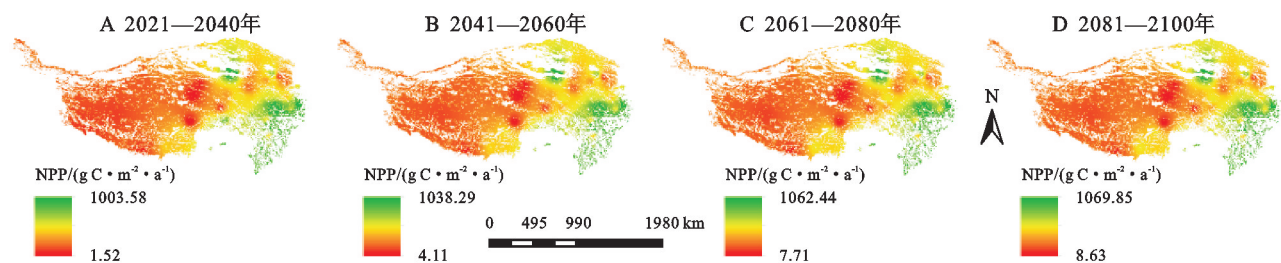 A 2021—2040年
B 2041—2060年
C 2061—2080年
D 2081—2100年
N
NPP/(g C·m⁻²·a⁻¹)
1003.58
1.52
NPP/(g C·m⁻²·a⁻¹)
1038.29
4.11
0 495 990 1980 km
NPP/(g C·m⁻²·a⁻¹)
1062.44
7.71
NPP/(g C·m⁻²·a⁻¹)
1069.85
8.63